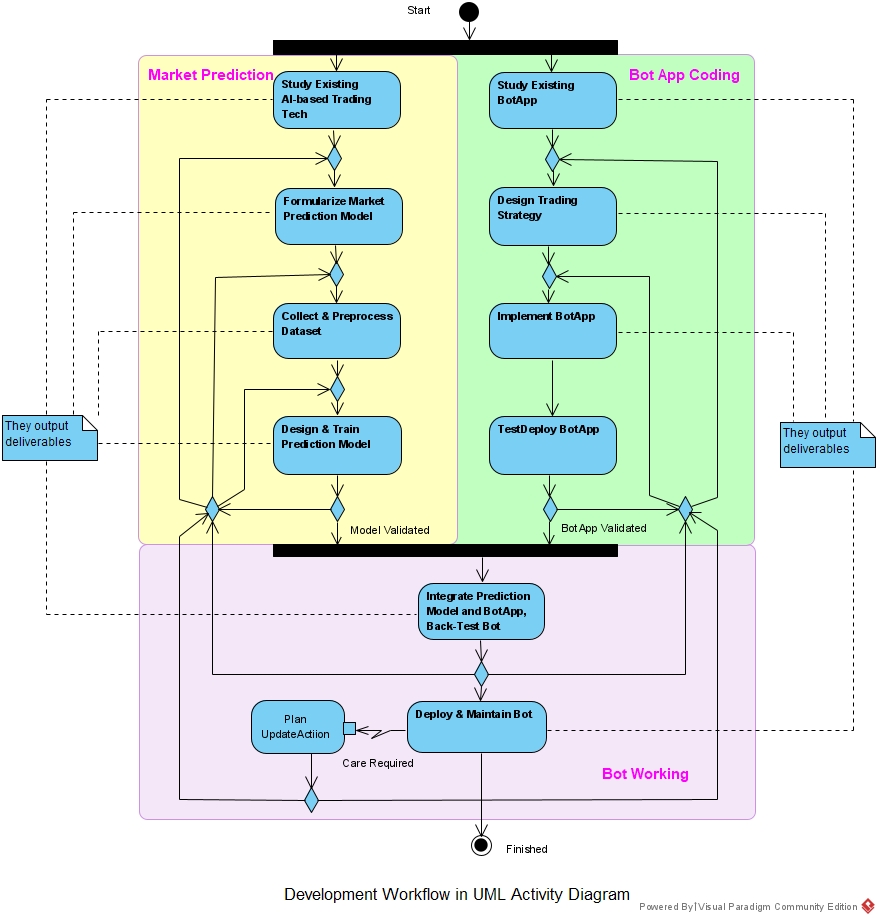 Start
Market Prediction
Bot App Coding
Study Existing
AI-based Trading
Tech
Study Existing
BotApp
Formularize Market
Prediction Model
Design Trading
Strategy
Collect & Preprocess
Dataset
Implement BotApp
They output
deliverables
Design & Train
Prediction Model
TestDeploy BotApp
They output
deliverables
Model Validated
BotApp Validated
Integrate Prediction
Model and BotApp,
Back-Test Bot
Plan
UpdateActiion
Deploy & Maintain Bot
Care Required
Bot Working
Finished
Development Workflow in UML Activity Diagram
Powered By Visual Paradigm Community Edition